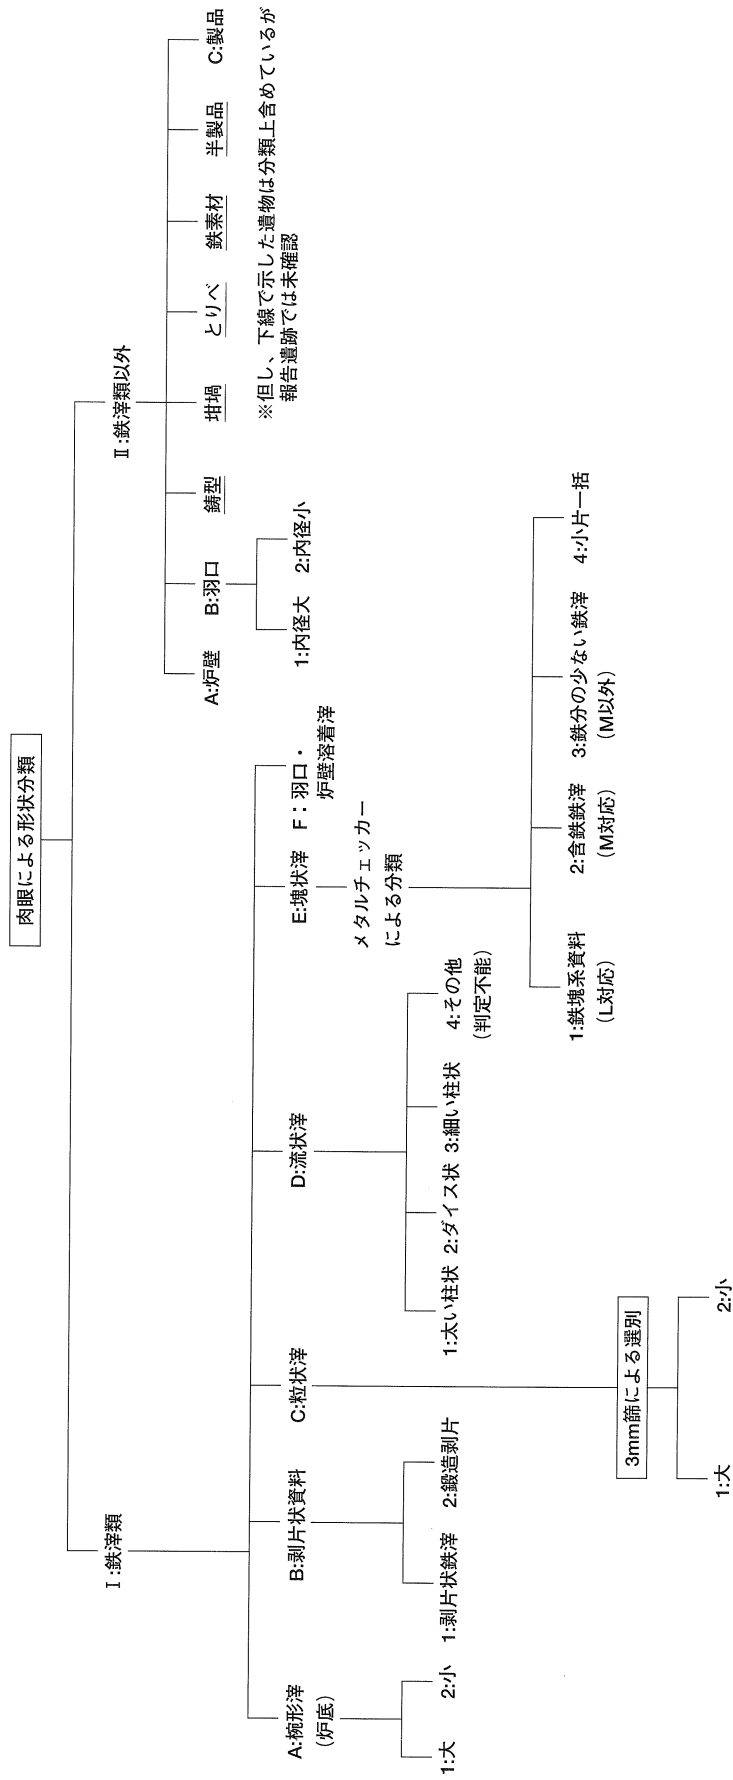 肉眼による形状分類
Ⅰ:鉄滓類
Ⅱ:鉄滓類以外
A:椀形滓
(炉底)
1:大
2:小
B:剥片状資料
1:剥片状鉄滓
2:鍛造剥片
C:粒状滓
3mm篩による選別
1:大
2:小
D:流状滓
1:太い柱状
2:ダイス状
3:細い柱状
4:その他
(判定不能)
E:塊状滓
メタルチェッカー
による分類
1:鉄塊系資料
(L対応)
2:含鉄鉄滓
(M対応)
3:鉄分の少ない鉄滓
(M以外)
4:小片一括
F:羽口・
炉壁溶着滓
A:炉壁
B:羽口
1:内径大
2:内径小
鋳型
坩堝
とりべ
鉄素材
半製品
C:製品
※但し、下線で示した遺物は分類上含めているが
報告遺跡では未確認